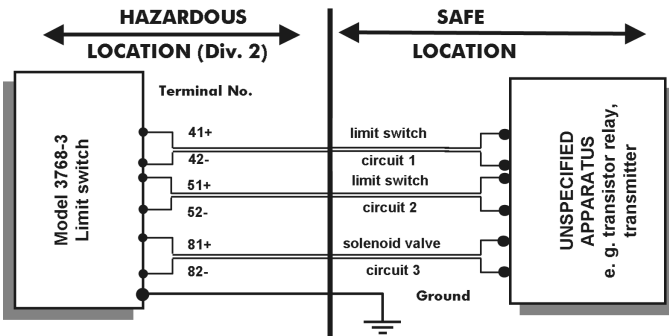 HAZARDOUS
LOCATION (Div. 2)
SAFE
LOCATION
Terminal No.
Model 3768-3
Limit switch
41+
42-
51+
52-
81+
82-
limit switch
circuit 1
limit switch
circuit 2
solenoid valve
circuit 3
Ground
UNSPECIFIED
APPARATUS
e. g. transistor relay,
transmitter